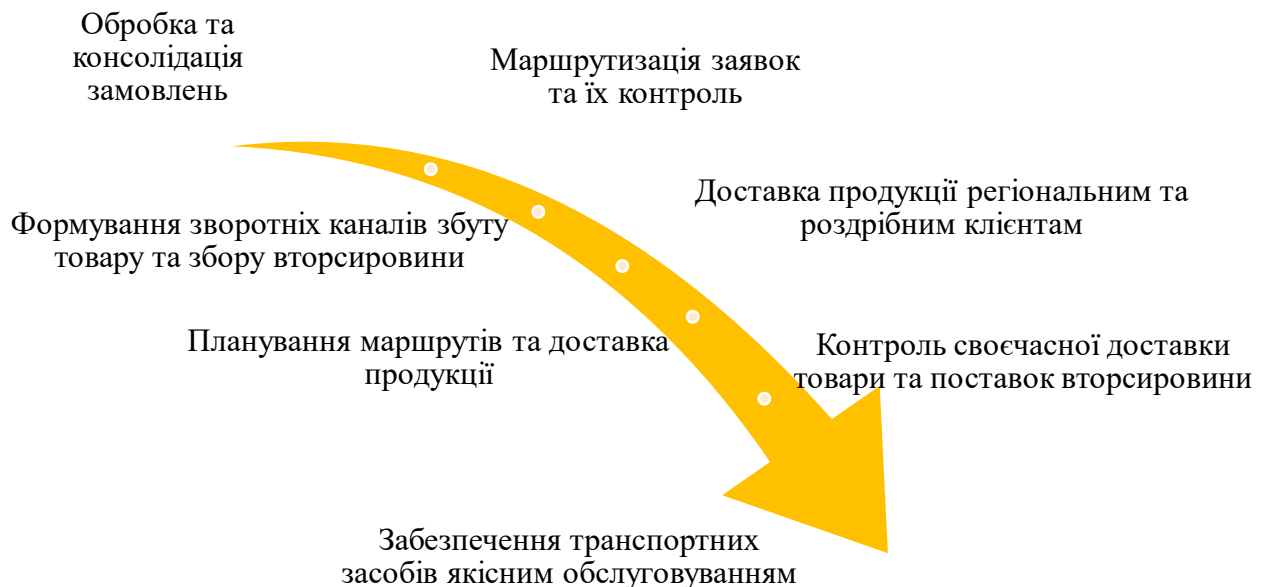 Обробка та
консолідація
замовлень
Маршрутизація заявок
та їх контроль
Формування зворотніх каналів збуту
товару та збору вторсировини
Доставка продукції регіональним та
роздрібним клієнтам
Планування маршрутів та доставка
продукції
Контроль своєчасної доставки
товари та поставок вторсировини
Забезпечення транспортних
засобів якісним обслуговуванням